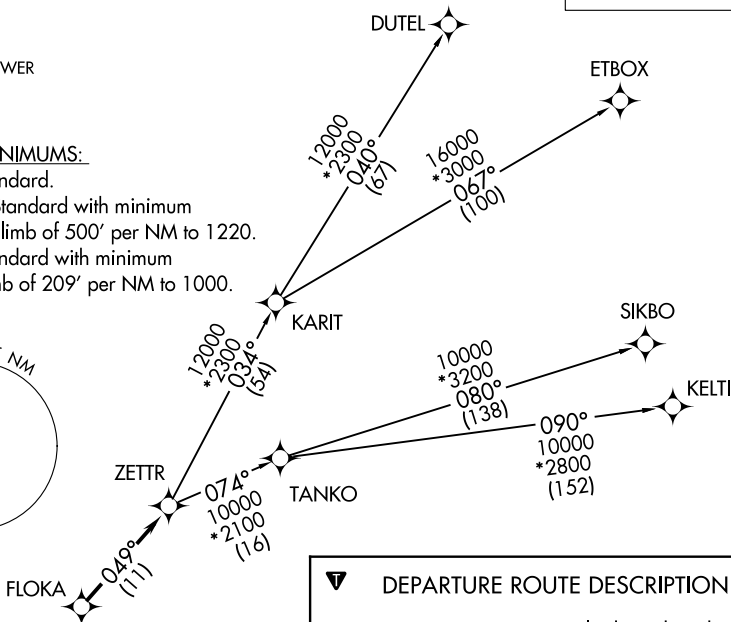 DUTEL
WER
ETBOX
NIMUMS:
ndard.
Standard with minimum
limb of 500' per NM to 1220.
ndard with minimum
mb of 209' per NM to 1000.
12000
*2300
040°
(67)
16000
*3000
067°
(100)
KARIT
SIKBO
NM
12000
*2300
034°
(54)
10000
*3200
080°
(138)
KELTI
090°
10000
*2800
(152)
ZETTR
074°
10000
*2100
(16)
TANKO
049°
(11)
FLOKA
T DEPARTURE ROUTE DESCRIPTION